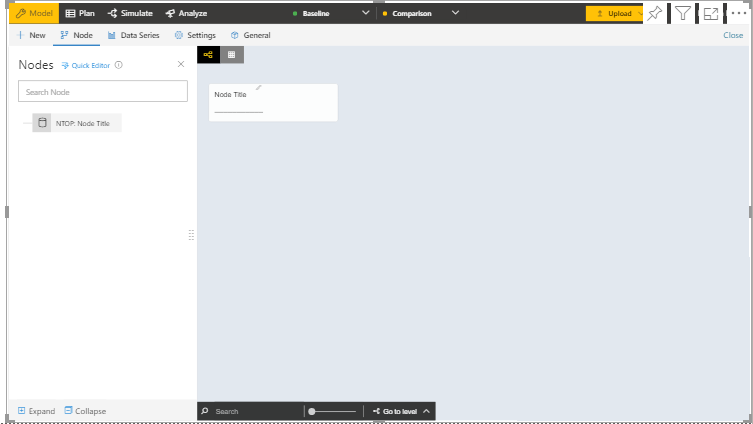 Model Plan Simulate Analyze Baseline Comparison Upload
New Node Data Series Settings General Close
Nodes Quick Editor
Search Node
NTOP: Node Title
Node Title
Expand Collapse
Search Go to level